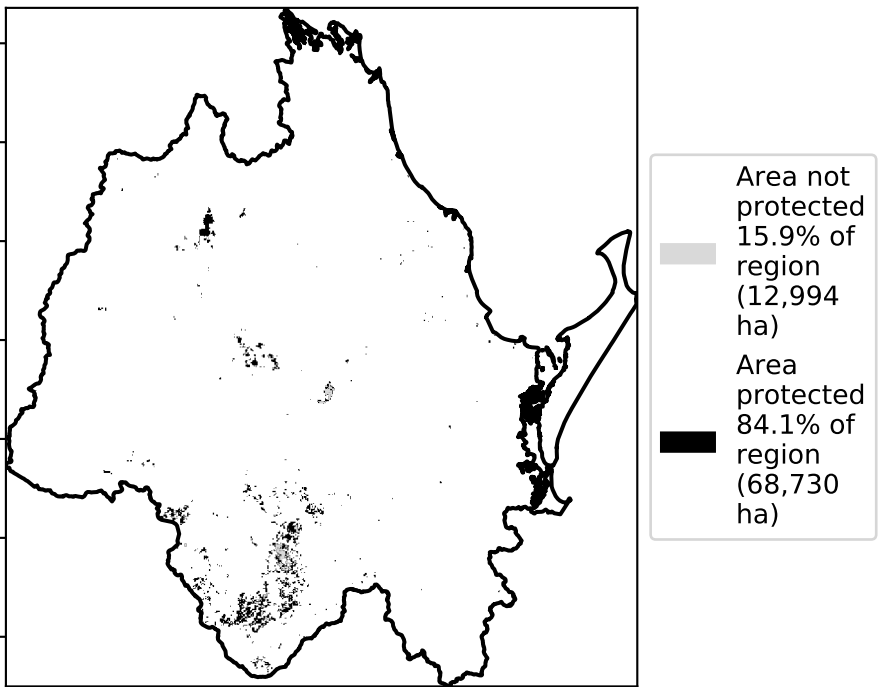 Area not
protected
15.9% of
region
(12,994
ha)
Area
protected
84.1% of
region
(68,730
ha)